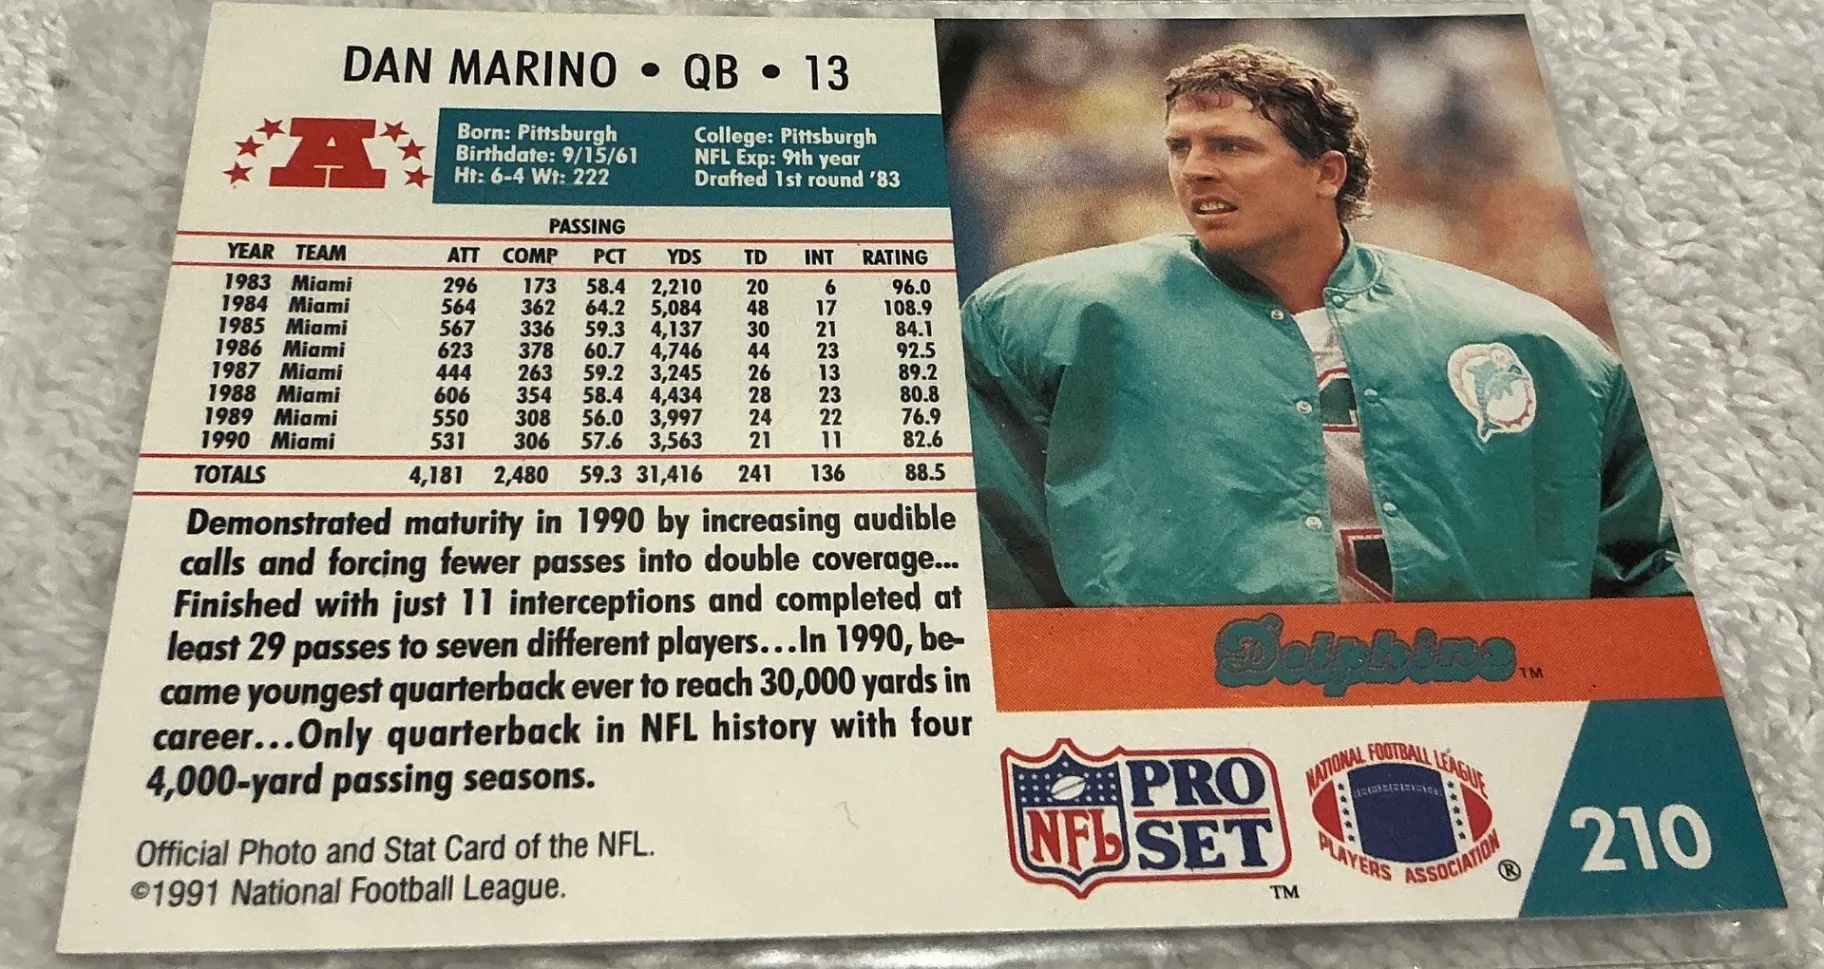 DAN MARINO • QB • 13
A
Born: Pittsburgh College: Pittsburgh
Birthdate: 9/15/61 NFL Exp: 9th year
Ht: 6-4 Wt: 222 Drafted 1st round '83
PASSING
YEAR TEAM ATT COMP PCT YDS TD INT RATING
1983 Miami 296 173 58.4 2,210 20 6 96.0
1984 Miami 564 362 64.2 5,084 48 17 108.9
1985 Miami 567 336 59.3 4,137 30 21 84.1
1986 Miami 623 378 60.7 4,746 44 23 92.5
1987 Miami 444 263 59.2 3,245 26 13 89.2
1988 Miami 606 354 58.4 4,434 28 23 80.8
1989 Miami 550 308 56.0 3,997 24 22 76.9
1990 Miami 531 306 57.6 3,563 21 11 82.6
TOTALS 4,181 2,480 59.3 31,416 241 136 88.5
Demonstrated maturity in 1990 by increasing audible
calls and forcing fewer passes into double coverage...
Finished with just 11 interceptions and completed at
least 29 passes to seven different players...In 1990, be-
came youngest quarterback ever to reach 30,000 yards in
career...Only quarterback in NFL history with four
4,000-yard passing seasons.
Official Photo and Stat Card of the NFL.
©1991 National Football League.
Dolphins™
NFL PRO SET™
NATIONAL FOOTBALL LEAGUE
PLAYERS ASSOCIATION®
210